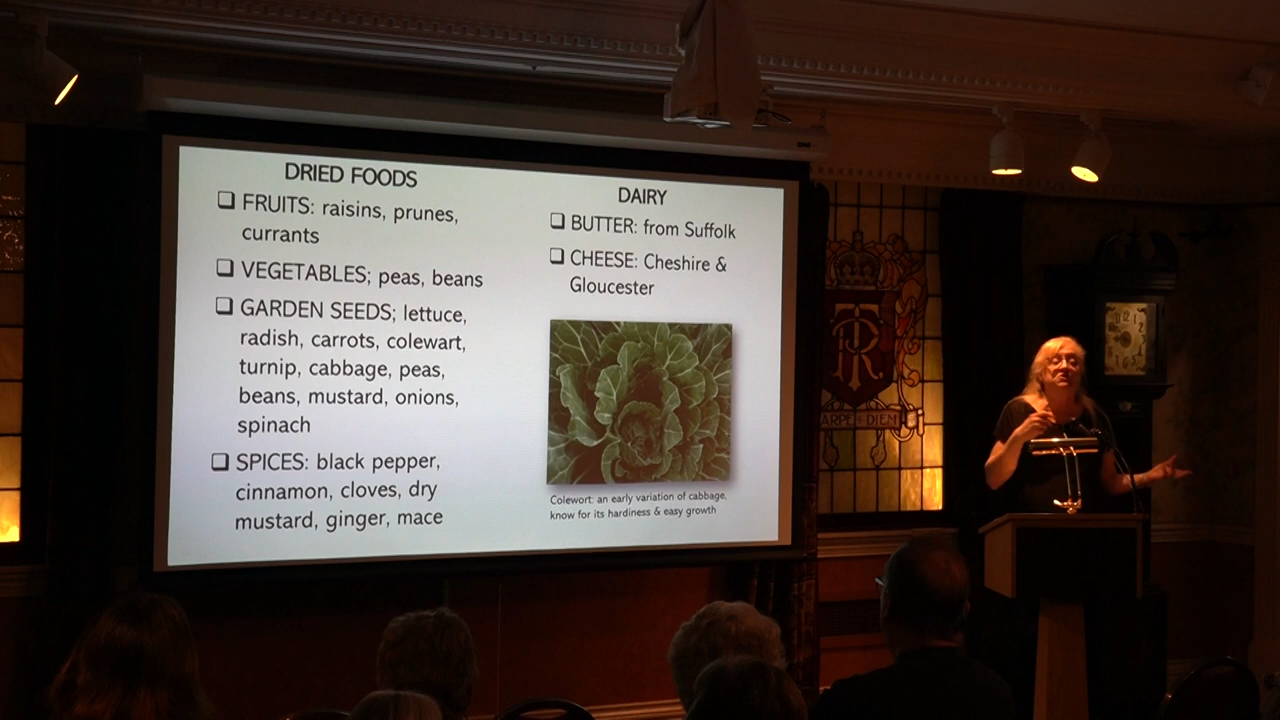 DRIED FOODS
FRUITS: raisins, prunes,
currants
VEGETABLES; peas, beans
GARDEN SEEDS; lettuce,
radish, carrots, colewart,
turnip, cabbage, peas,
beans, mustard, onions,
spinach
SPICES: black pepper,
cinnamon, cloves, dry
mustard, ginger, mace
DAIRY
BUTTER: from Suffolk
CHEESE: Cheshire &
Gloucester
Colewort: an early variation of cabbage,
know for its hardiness & easy growth
DIEM